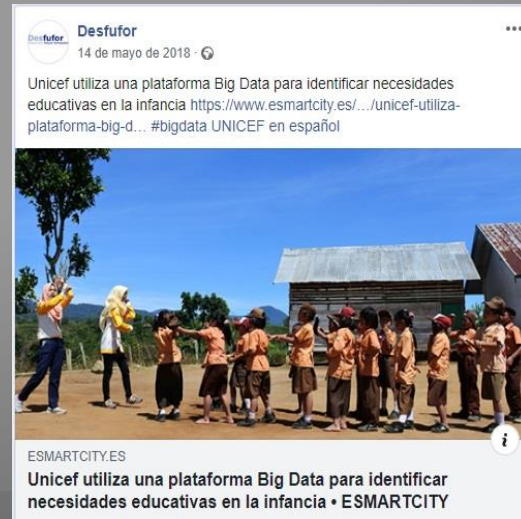 Desfufor
Desfufor
14 de mayo de 2018 ·
Unicef utiliza una plataforma Big Data para identificar necesidades
educativas en la infancia https://www.esmartcity.es/.../unicef-utiliza-
plataforma-big-d... #bigdata UNICEF en español
ESMARTCITY.ES
Unicef utiliza una plataforma Big Data para identificar
necesidades educativas en la infancia • ESMARTCITY